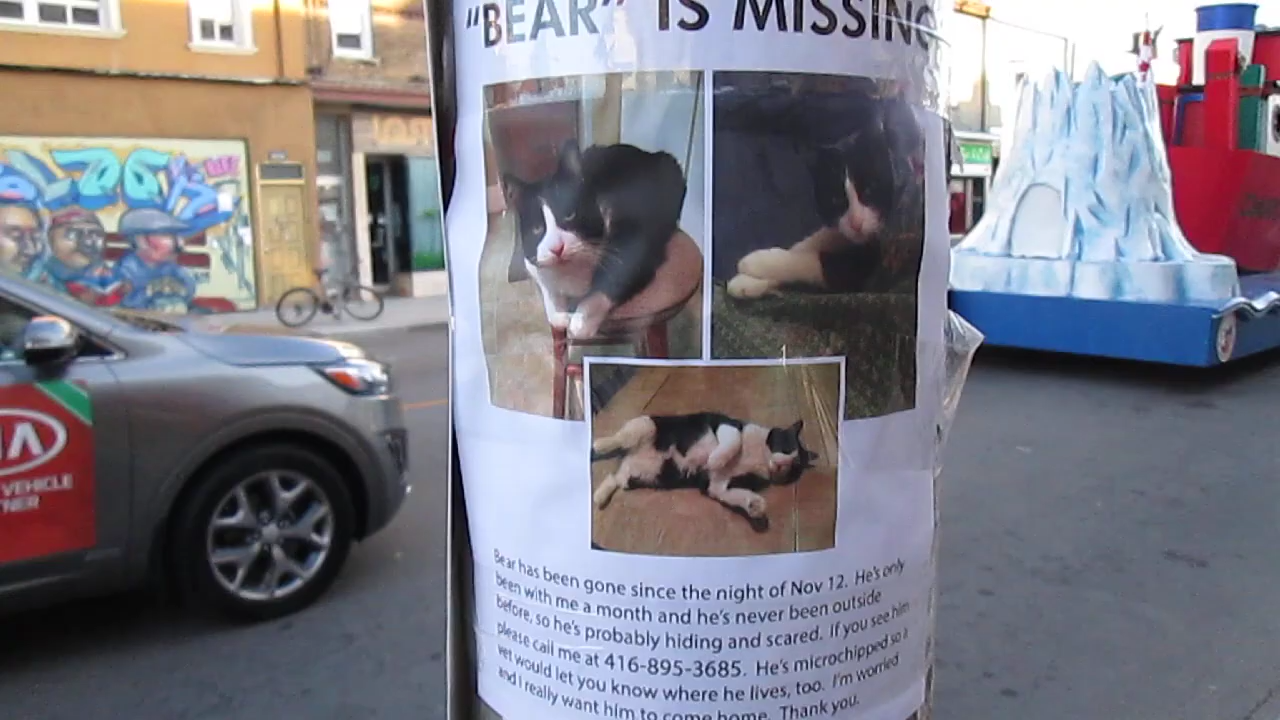 "BEAR" IS MISSING
Bear has been gone since the night of Nov 12. He's only
been with me a month and he's never been outside
before, so he's probably hiding and scared. If you see him
please call me at 416-895-3685. He's microchipped so a
vet would let you know where he lives, too. I'm worried
and I really want him to come home. Thank you.
VEHICLE